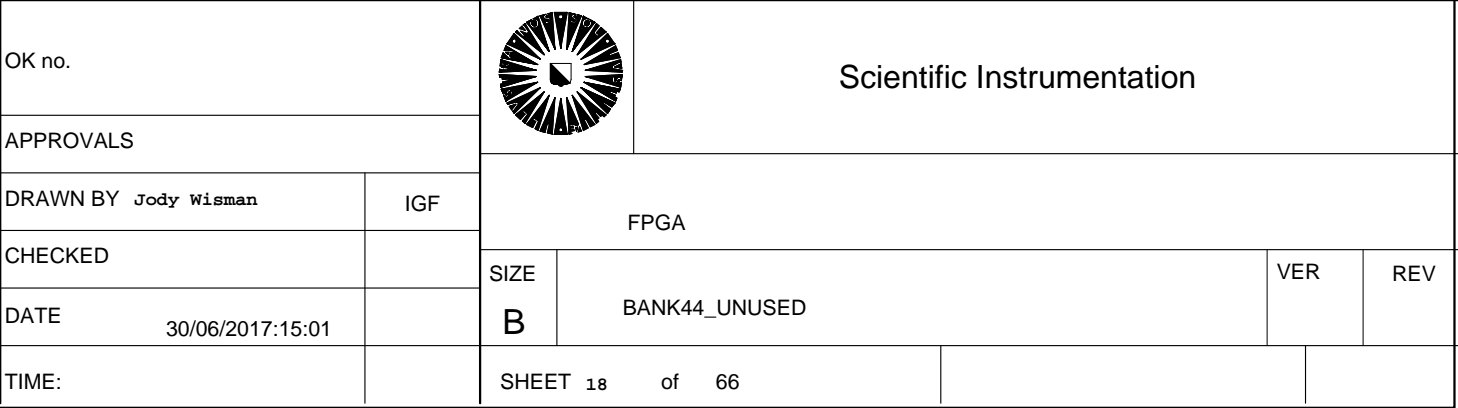 OK no.
Scientific Instrumentation
APPROVALS
DRAWN BY Jody Wisman IGF
FPGA
CHECKED
SIZE VER REV
B BANK44_UNUSED
DATE 30/06/2017:15:01
TIME:
SHEET 18 of 66